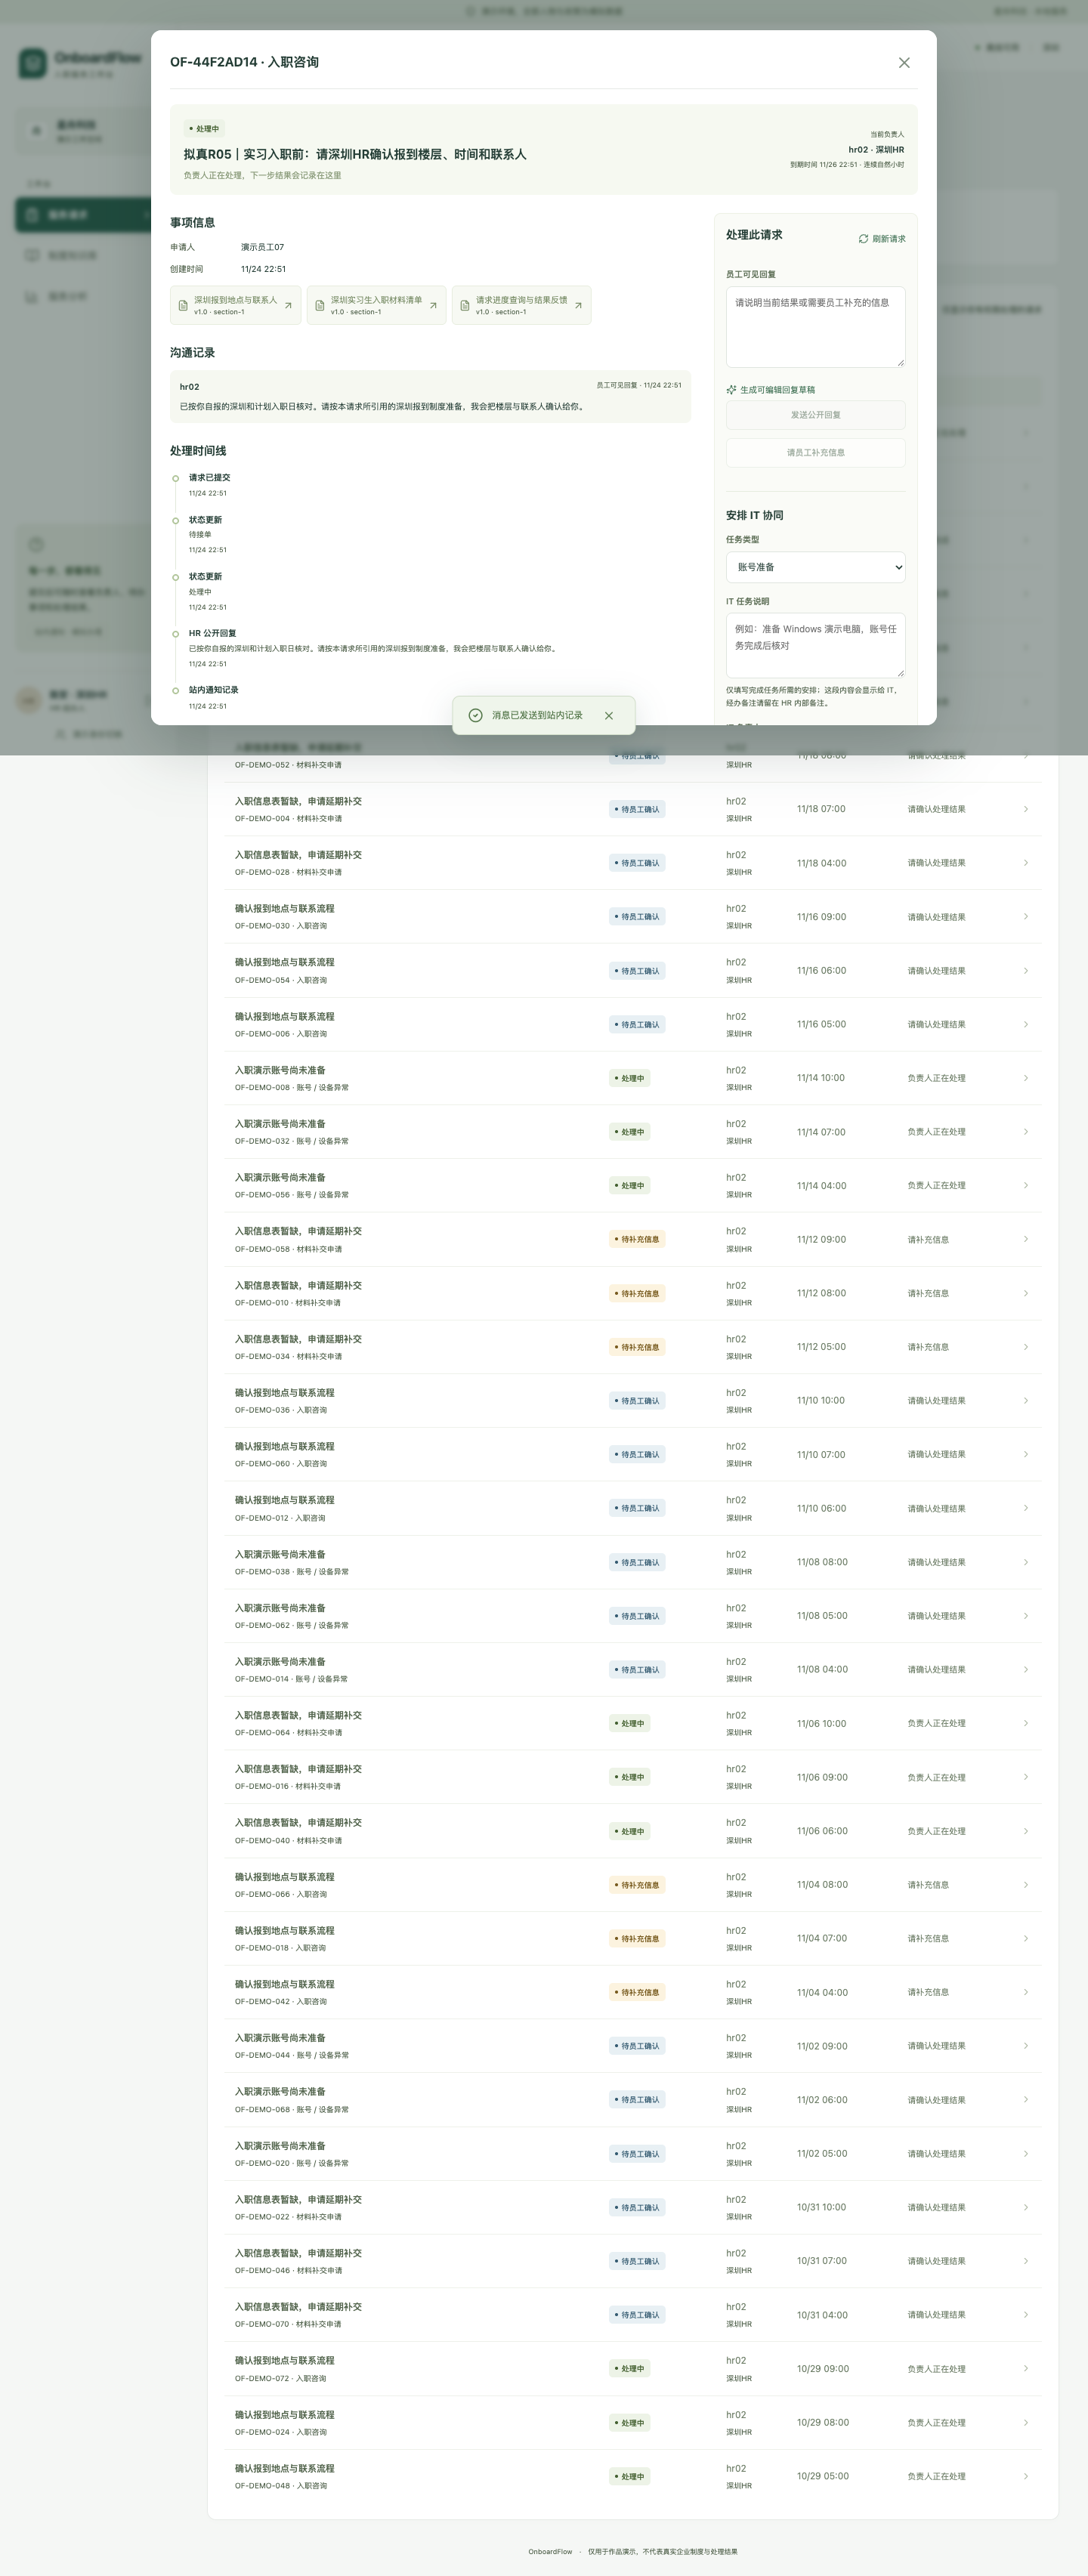 OnboardFlow
OF-44F2AD14 · 入职咨询
处理中
拟真R05｜实习入职前：请深圳HR确认报到楼层、时间和联系人
负责人正在处理，下一步结果会记录在这里
当前负责人
hr02 · 深圳HR
到期时间 11/26 22:51 · 连续自然小时
事项信息
申请人 演示员工07
创建时间 11/24 22:51
深圳报到地点与联系人
v1.0 · section-1
深圳实习生入职材料清单
v1.0 · section-1
请求进度查询与结果反馈
v1.0 · section-1
沟通记录
hr02 员工可见回复 · 11/24 22:51
已按你自报的深圳和计划入职日核对。请按本请求所引用的深圳报到制度准备，我会把楼层与联系人确认给你。
处理时间线
请求已提交
11/24 22:51
状态更新
待接单
11/24 22:51
状态更新
处理中
11/24 22:51
HR 公开回复
已按你自报的深圳和计划入职日核对。请按本请求所引用的深圳报到制度准备，我会把楼层与联系人确认给你。
11/24 22:51
站内通知记录
11/24 22:51
处理此请求
刷新请求
员工可见回复
请说明当前结果或需要员工补充的信息
生成可编辑回复草稿
发送公开回复
请员工补充信息
安排 IT 协同
任务类型
账号准备
IT 任务说明
例如：准备 Windows 演示电脑，账号任
务完成后核对
仅填写完成任务所需的安排：这段内容会显示给 IT，
经办备注请留在 HR 内部备注。
消息已发送到站内记录
OF-DEMO-052 · 材料补交申请 深圳HR
入职信息表暂缺，申请延期补交 待员工确认 hr02 11/18 07:00 请确认处理结果
OF-DEMO-004 · 材料补交申请 深圳HR
入职信息表暂缺，申请延期补交 待员工确认 hr02 11/18 04:00 请确认处理结果
OF-DEMO-028 · 材料补交申请 深圳HR
确认报到地点与联系流程 待员工确认 hr02 11/16 09:00 请确认处理结果
OF-DEMO-030 · 入职咨询 深圳HR
确认报到地点与联系流程 待员工确认 hr02 11/16 06:00 请确认处理结果
OF-DEMO-054 · 入职咨询 深圳HR
确认报到地点与联系流程 待员工确认 hr02 11/16 05:00 请确认处理结果
OF-DEMO-006 · 入职咨询 深圳HR
入职演示账号尚未准备 处理中 hr02 11/14 10:00 负责人正在处理
OF-DEMO-008 · 账号 / 设备异常 深圳HR
入职演示账号尚未准备 处理中 hr02 11/14 07:00 负责人正在处理
OF-DEMO-032 · 账号 / 设备异常 深圳HR
入职演示账号尚未准备 处理中 hr02 11/14 04:00 负责人正在处理
OF-DEMO-056 · 账号 / 设备异常 深圳HR
入职信息表暂缺，申请延期补交 待补充信息 hr02 11/12 09:00 请补充信息
OF-DEMO-058 · 材料补交申请 深圳HR
入职信息表暂缺，申请延期补交 待补充信息 hr02 11/12 08:00 请补充信息
OF-DEMO-010 · 材料补交申请 深圳HR
入职信息表暂缺，申请延期补交 待补充信息 hr02 11/12 05:00 请补充信息
OF-DEMO-034 · 材料补交申请 深圳HR
确认报到地点与联系流程 待员工确认 hr02 11/10 10:00 请确认处理结果
OF-DEMO-036 · 入职咨询 深圳HR
确认报到地点与联系流程 待员工确认 hr02 11/10 07:00 请确认处理结果
OF-DEMO-060 · 入职咨询 深圳HR
确认报到地点与联系流程 待员工确认 hr02 11/10 06:00 请确认处理结果
OF-DEMO-012 · 入职咨询 深圳HR
入职演示账号尚未准备 待员工确认 hr02 11/08 08:00 请确认处理结果
OF-DEMO-038 · 账号 / 设备异常 深圳HR
入职演示账号尚未准备 待员工确认 hr02 11/08 05:00 请确认处理结果
OF-DEMO-062 · 账号 / 设备异常 深圳HR
入职演示账号尚未准备 待员工确认 hr02 11/08 04:00 请确认处理结果
OF-DEMO-014 · 账号 / 设备异常 深圳HR
入职信息表暂缺，申请延期补交 处理中 hr02 11/06 10:00 负责人正在处理
OF-DEMO-064 · 材料补交申请 深圳HR
入职信息表暂缺，申请延期补交 处理中 hr02 11/06 09:00 负责人正在处理
OF-DEMO-016 · 材料补交申请 深圳HR
入职信息表暂缺，申请延期补交 处理中 hr02 11/06 06:00 负责人正在处理
OF-DEMO-040 · 材料补交申请 深圳HR
确认报到地点与联系流程 待补充信息 hr02 11/04 08:00 请补充信息
OF-DEMO-066 · 入职咨询 深圳HR
确认报到地点与联系流程 待补充信息 hr02 11/04 07:00 请补充信息
OF-DEMO-018 · 入职咨询 深圳HR
确认报到地点与联系流程 待补充信息 hr02 11/04 04:00 请补充信息
OF-DEMO-042 · 入职咨询 深圳HR
入职演示账号尚未准备 待员工确认 hr02 11/02 09:00 请确认处理结果
OF-DEMO-044 · 账号 / 设备异常 深圳HR
入职演示账号尚未准备 待员工确认 hr02 11/02 06:00 请确认处理结果
OF-DEMO-068 · 账号 / 设备异常 深圳HR
入职演示账号尚未准备 待员工确认 hr02 11/02 05:00 请确认处理结果
OF-DEMO-020 · 账号 / 设备异常 深圳HR
入职信息表暂缺，申请延期补交 待员工确认 hr02 10/31 10:00 请确认处理结果
OF-DEMO-022 · 材料补交申请 深圳HR
入职信息表暂缺，申请延期补交 待员工确认 hr02 10/31 07:00 请确认处理结果
OF-DEMO-046 · 材料补交申请 深圳HR
入职信息表暂缺，申请延期补交 待员工确认 hr02 10/31 04:00 请确认处理结果
OF-DEMO-070 · 材料补交申请 深圳HR
确认报到地点与联系流程 处理中 hr02 10/29 09:00 负责人正在处理
OF-DEMO-072 · 入职咨询 深圳HR
确认报到地点与联系流程 处理中 hr02 10/29 08:00 负责人正在处理
OF-DEMO-024 · 入职咨询 深圳HR
确认报到地点与联系流程 处理中 hr02 10/29 05:00 负责人正在处理
OF-DEMO-048 · 入职咨询 深圳HR
OnboardFlow · 仅用于作品演示，不代表真实企业制度与处理结果